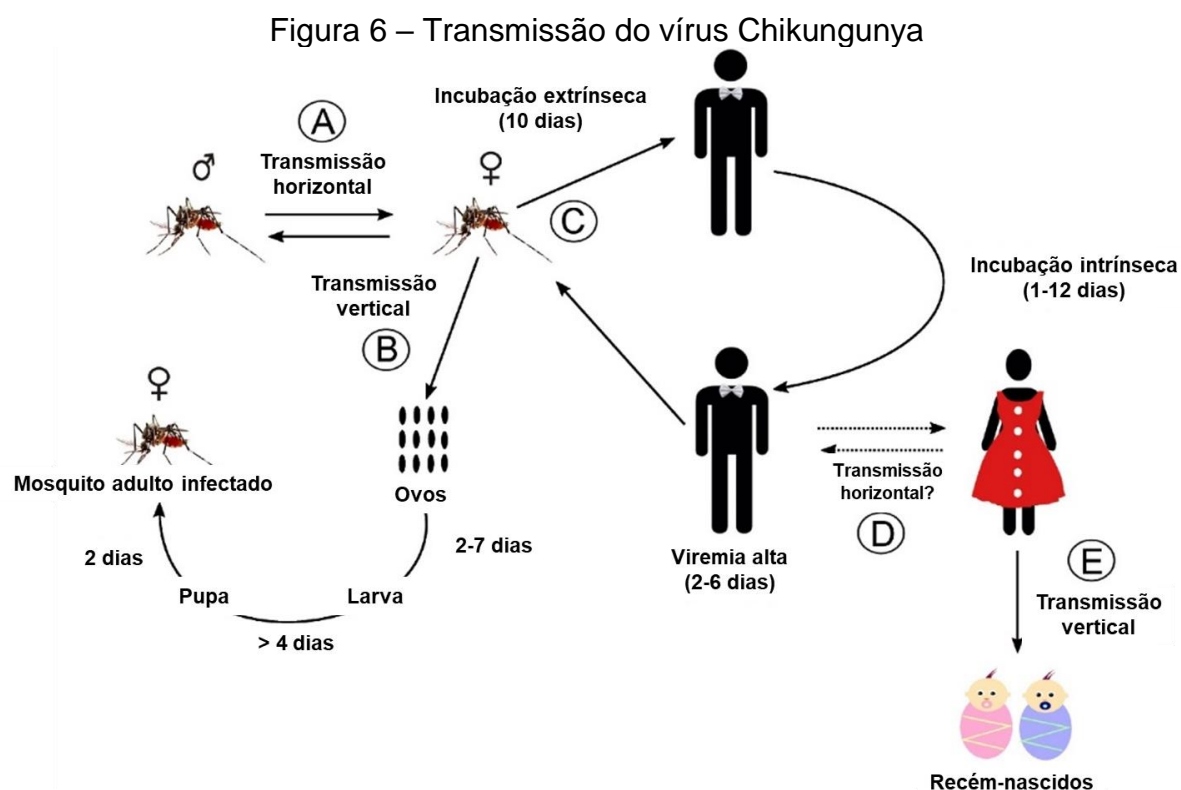 Figura 6 – Transmissão do vírus Chikungunya
A
Transmissão
horizontal
♂
♀
Incubação extrínseca
(10 dias)
C
Incubação intrínseca
(1-12 dias)
Transmissão
vertical
B
♀
Mosquito adulto infectado
Ovos
2 dias
2-7 dias
Pupa
Larva
> 4 dias
Viremia alta
(2-6 dias)
Transmissão
horizontal?
D
E
Transmissão
vertical
Recém-nascidos